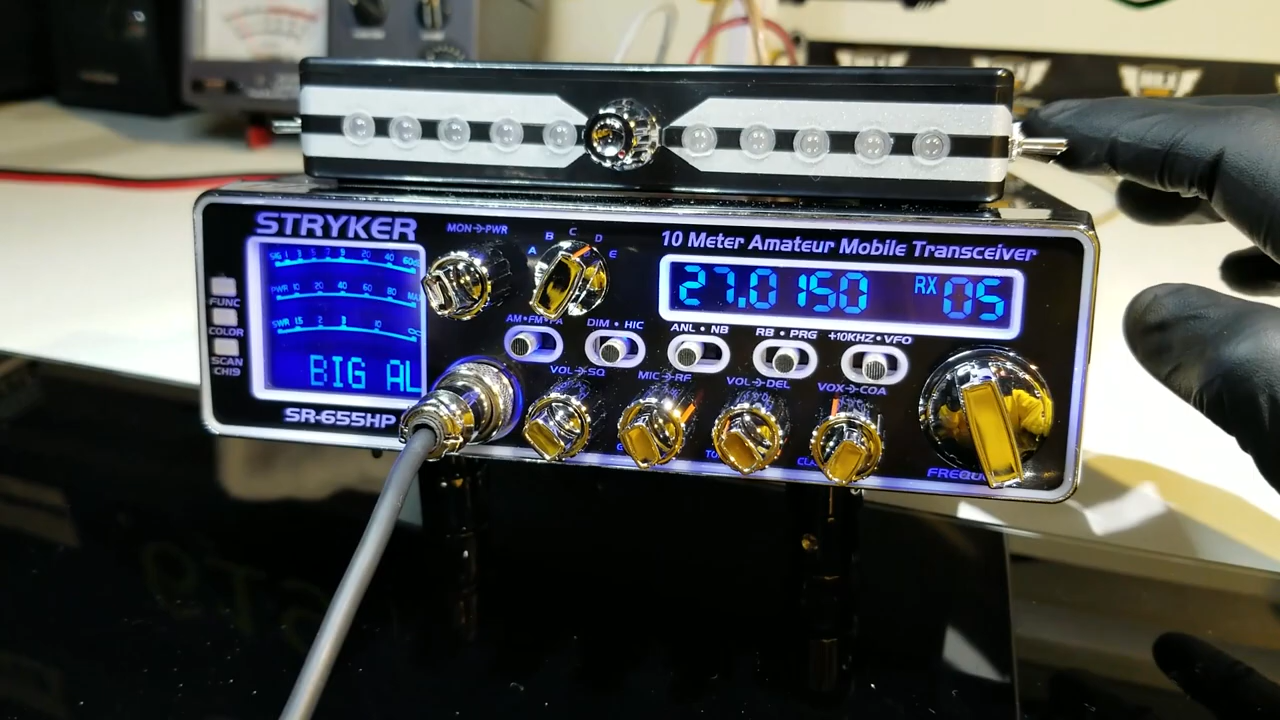 STRYKER
SIG 1 3 5 7 9 20 40 60
PWR 10 20 40 60 80
SWR 1.5 2 3 10 ∞
BIG AL
SR-655HP
FUNC
COLOR
SCAN
CH19
MON→PWR
A B C D E
10 Meter Amateur Mobile Transceiver
27.0150 RX 05
AM•FM•PA DIM • HIC ANL • NB RB • PRG +10KHZ•VFO
VOL→SQ MIC→RF VOL→DEL VOX→COA